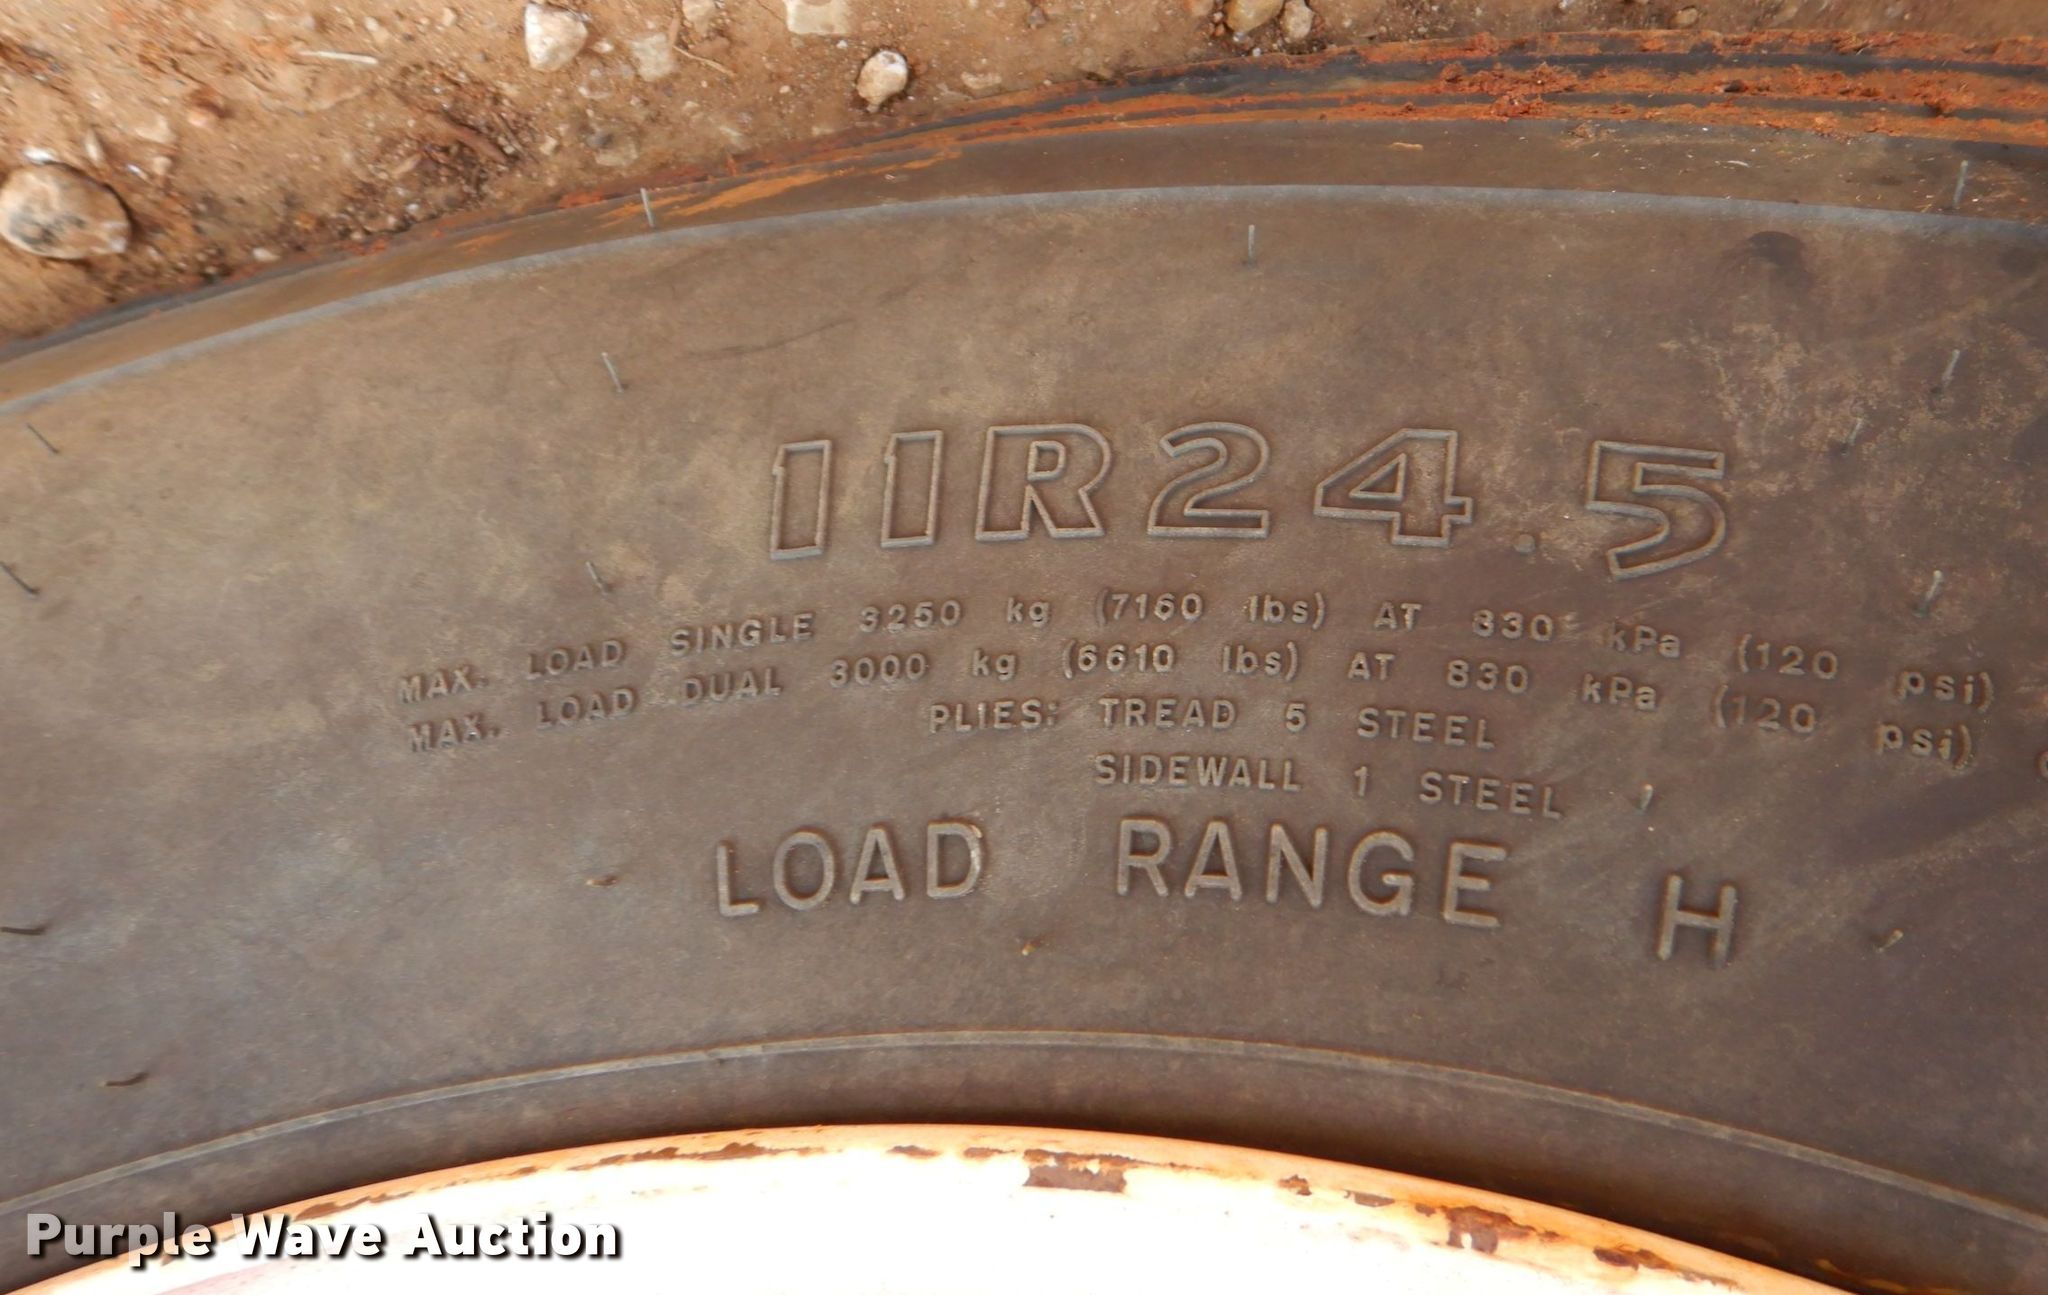 11R24.5
MAX. LOAD SINGLE 3250 kg (7160 lbs) AT 830 kPa (120 psi)
MAX. LOAD DUAL 3000 kg (6610 lbs) AT 830 kPa (120 psi)
PLIES: TREAD 5 STEEL
SIDEWALL 1 STEEL
LOAD RANGE H
Purple Wave Auction